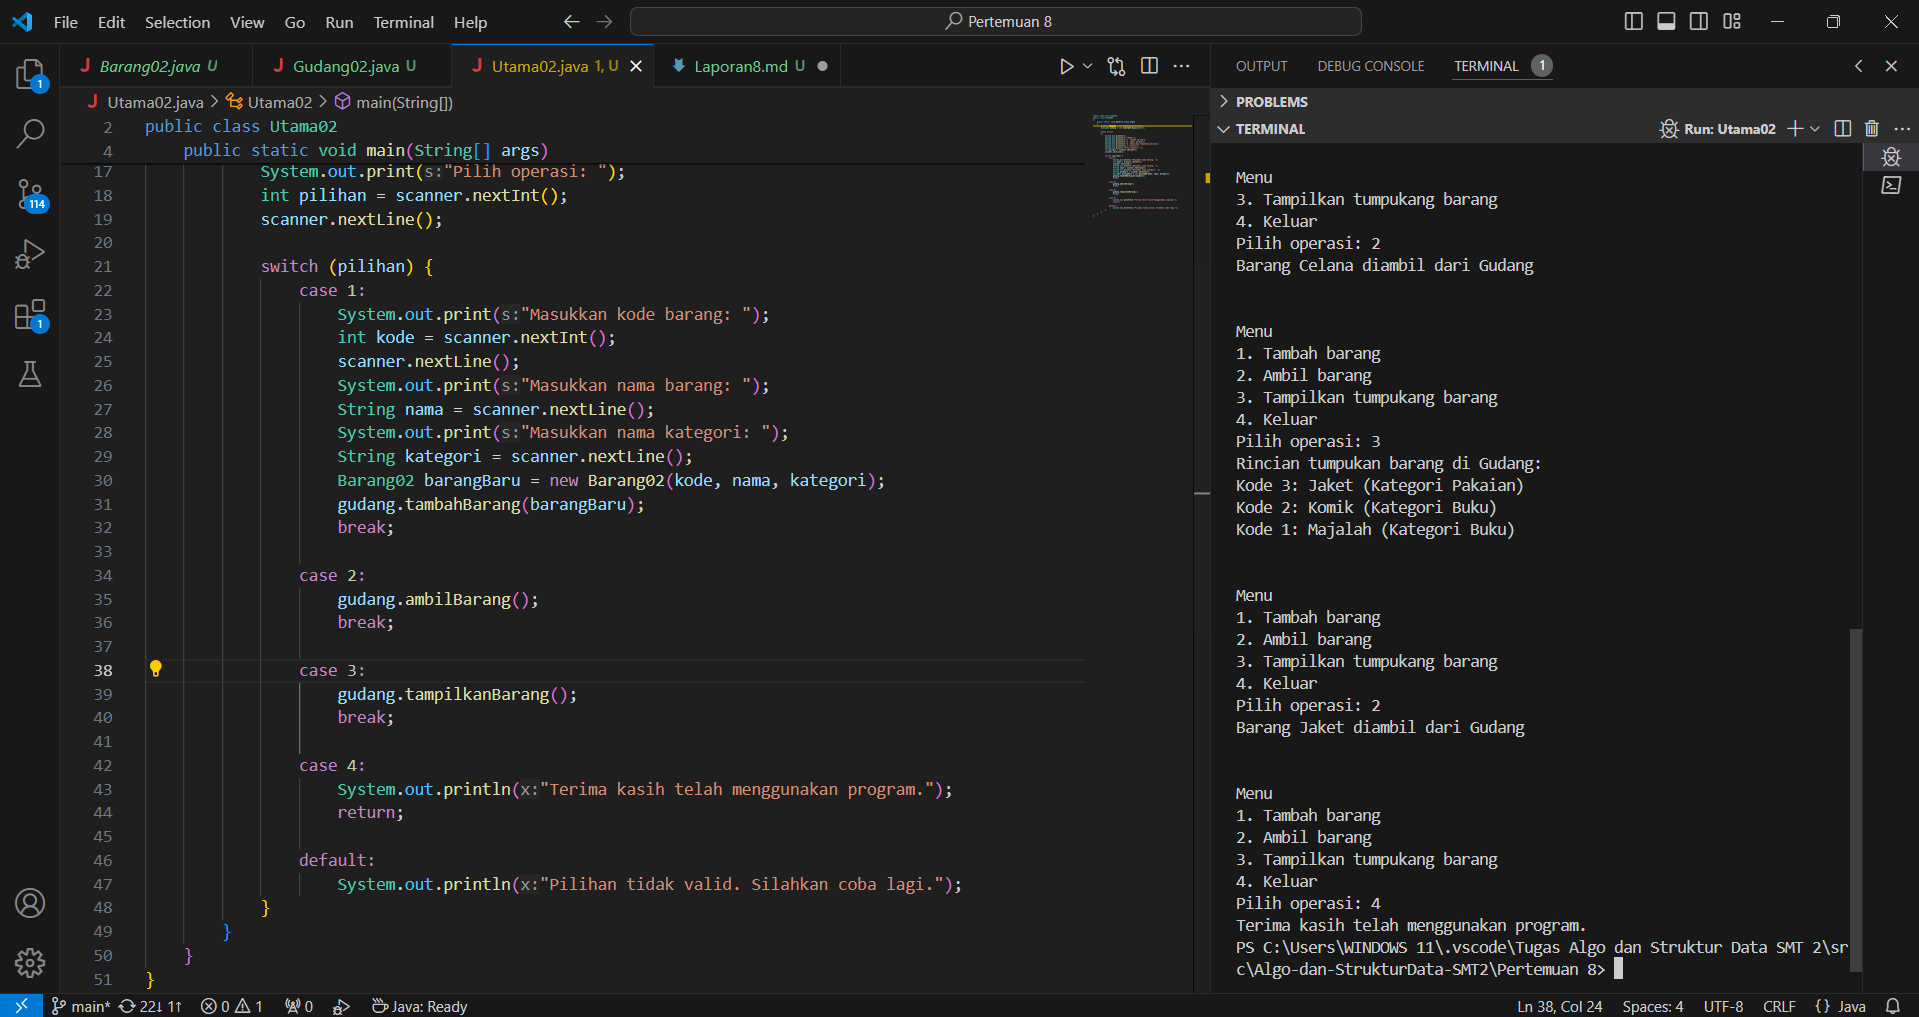 File Edit Selection View Go Run Terminal Help
Pertemuan 8
Barang02.java U
Gudang02.java U
Utama02.java 1, U
Laporan8.md U
Utama02.java > Utama02 > main(String[])
2 public class Utama02
4 public static void main(String[] args)
17 System.out.print(s:"Pilih operasi: ");
18 int pilihan = scanner.nextInt();
19 scanner.nextLine();
20
21 switch (pilihan) {
22 case 1:
23 System.out.print(s:"Masukkan kode barang: ");
24 int kode = scanner.nextInt();
25 scanner.nextLine();
26 System.out.print(s:"Masukkan nama barang: ");
27 String nama = scanner.nextLine();
28 System.out.print(s:"Masukkan nama kategori: ");
29 String kategori = scanner.nextLine();
30 Barang02 barangBaru = new Barang02(kode, nama, kategori);
31 gudang.tambahBarang(barangBaru);
32 break;
33
34 case 2:
35 gudang.ambilBarang();
36 break;
37
38 case 3:
39 gudang.tampilkanBarang();
40 break;
41
42 case 4:
43 System.out.println(x:"Terima kasih telah menggunakan program.");
44 return;
45
46 default:
47 System.out.println(x:"Pilihan tidak valid. Silahkan coba lagi.");
48 }
49 }
50 }
51 }
OUTPUT DEBUG CONSOLE TERMINAL 1
PROBLEMS
TERMINAL
Run: Utama02
Menu
3. Tampilkan tumpukang barang
4. Keluar
Pilih operasi: 2
Barang Celana diambil dari Gudang
Menu
1. Tambah barang
2. Ambil barang
3. Tampilkan tumpukang barang
4. Keluar
Pilih operasi: 3
Rincian tumpukan barang di Gudang:
Kode 3: Jaket (Kategori Pakaian)
Kode 2: Komik (Kategori Buku)
Kode 1: Majalah (Kategori Buku)
Menu
1. Tambah barang
2. Ambil barang
3. Tampilkan tumpukang barang
4. Keluar
Pilih operasi: 2
Barang Jaket diambil dari Gudang
Menu
1. Tambah barang
2. Ambil barang
3. Tampilkan tumpukang barang
4. Keluar
Pilih operasi: 4
Terima kasih telah menggunakan program.
PS C:\Users\WINDOWS 11\.vscode\Tugas Algo dan Struktur Data SMT 2\sr
c\Algo-dan-StrukturData-SMT2\Pertemuan 8>
1
114
1
main* 22↓ 1↑ 0 1 0 Java: Ready
Ln 38, Col 24 Spaces: 4 UTF-8 CRLF {} Java